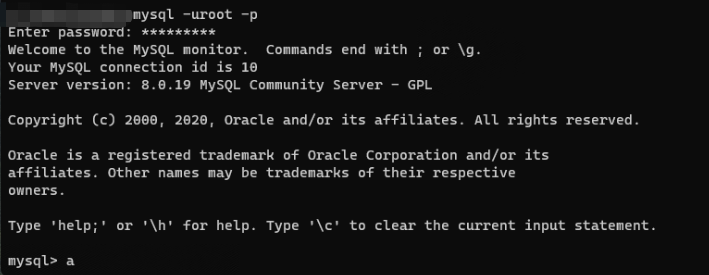 mysql -uroot -p
Enter password: *********
Welcome to the MySQL monitor.  Commands end with ; or \g.
Your MySQL connection id is 10
Server version: 8.0.19 MySQL Community Server - GPL
Copyright (c) 2000, 2020, Oracle and/or its affiliates. All rights reserved.
Oracle is a registered trademark of Oracle Corporation and/or its
affiliates. Other names may be trademarks of their respective
owners.
Type 'help;' or '\h' for help. Type '\c' to clear the current input statement.
mysql> a